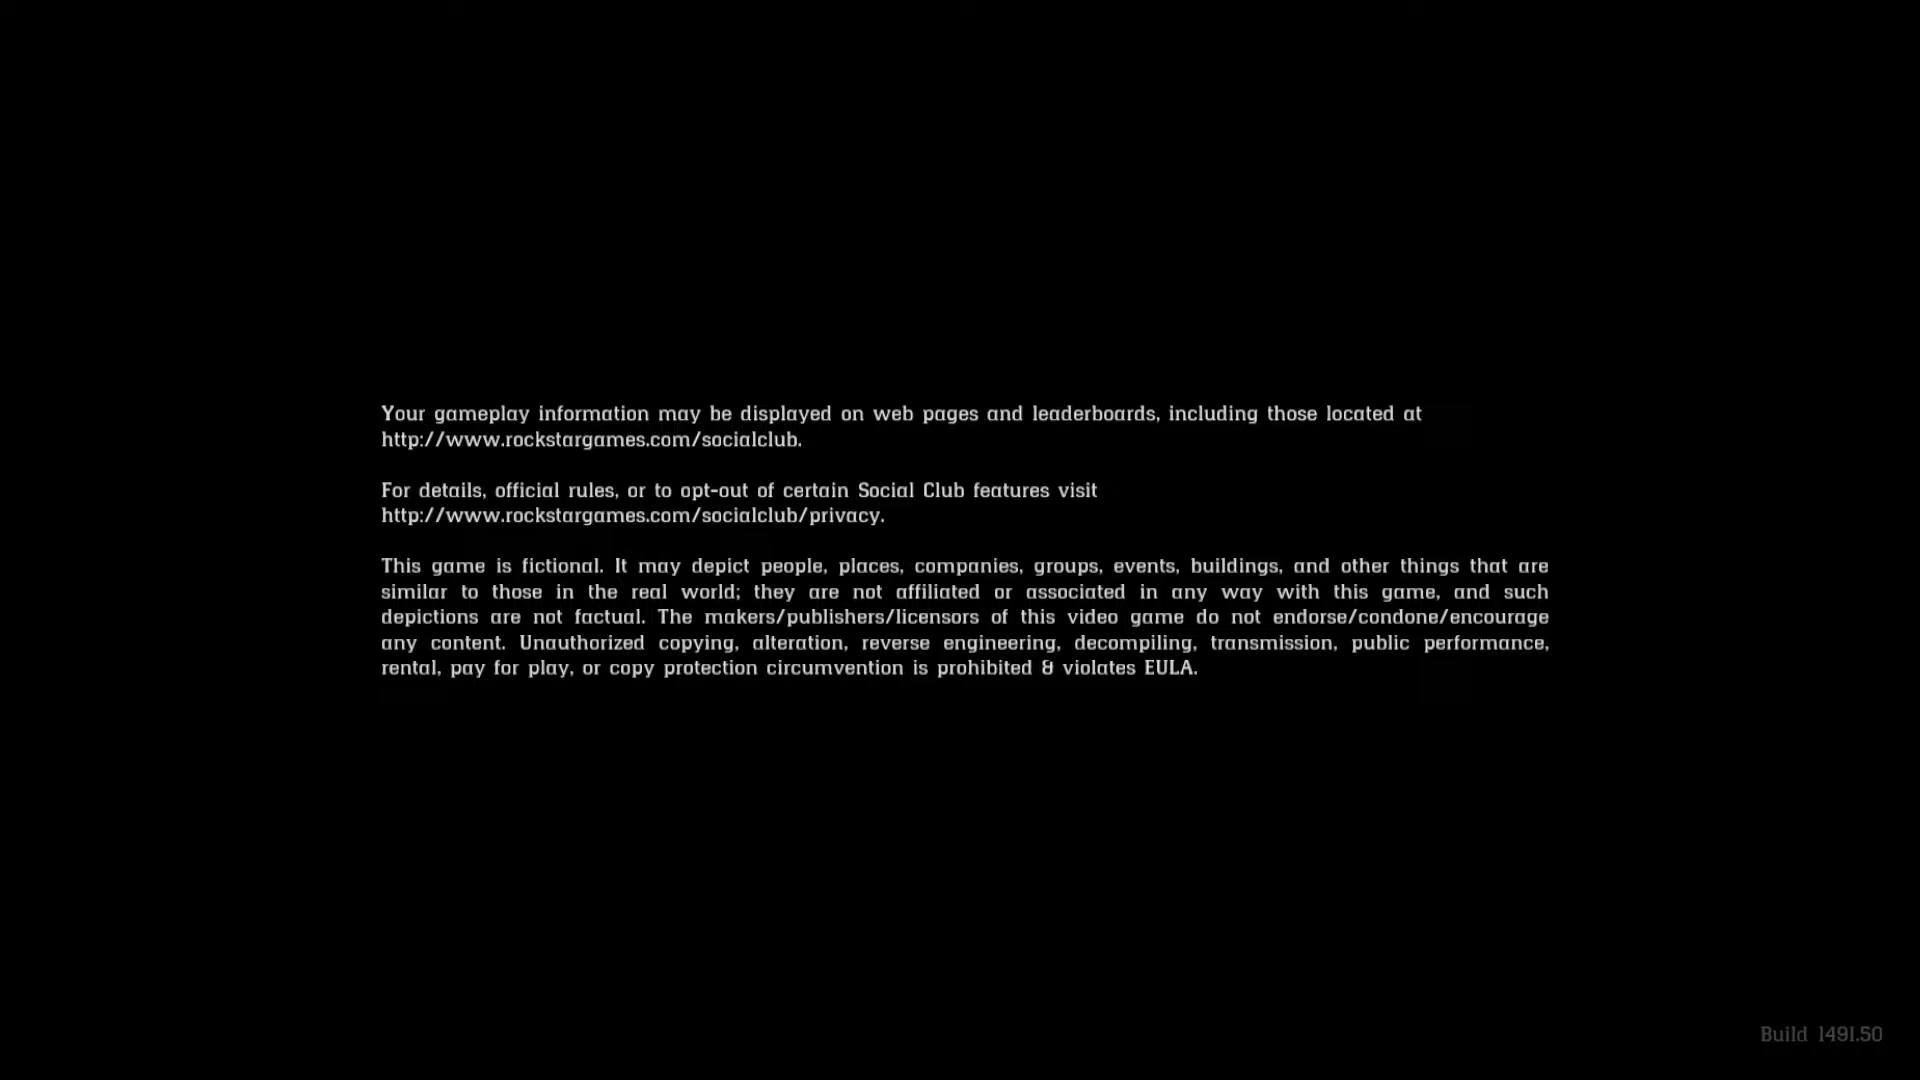 Your gameplay information may be displayed on web pages and leaderboards, including those located at
http://www.rockstargames.com/socialclub.
For details, official rules, or to opt-out of certain Social Club features visit
http://www.rockstargames.com/socialclub/privacy.
This game is fictional. It may depict people, places, companies, groups, events, buildings, and other things that are
similar to those in the real world; they are not affiliated or associated in any way with this game, and such
depictions are not factual. The makers/publishers/licensors of this video game do not endorse/condone/encourage
any content. Unauthorized copying, alteration, reverse engineering, decompiling, transmission, public performance,
rental, pay for play, or copy protection circumvention is prohibited & violates EULA.
Build 1491.50